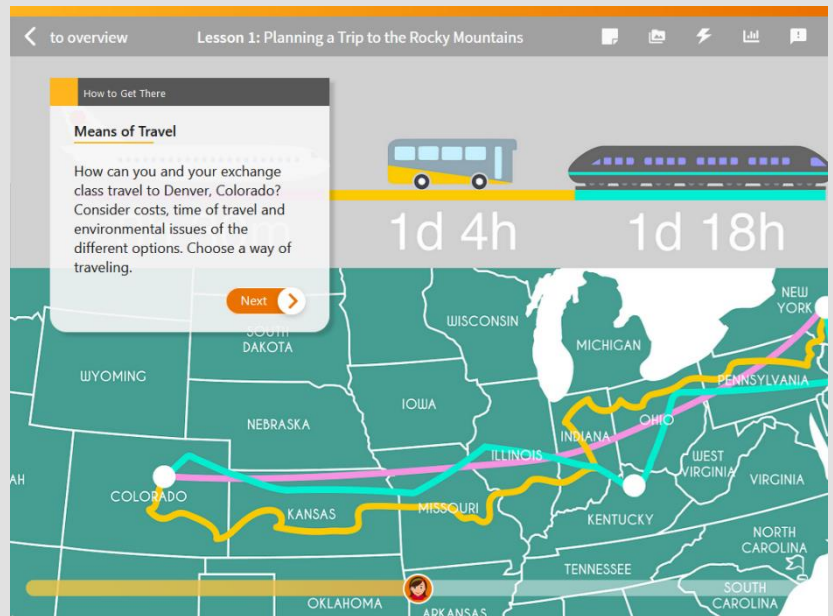 to overview
Lesson 1: Planning a Trip to the Rocky Mountains
How to Get There
Means of Travel
How can you and your exchange
class travel to Denver, Colorado?
Consider costs, time of travel and
environmental issues of the
different options. Choose a way of
traveling.
Next
1d 4h
1d 18h
NEW
YORK
WISCONSIN
MICHIGAN
SOUTH
DAKOTA
WYOMING
PENNSYLVANIA
IOWA
NEBRASKA
OHIO
INDIANA
ILLINOIS
WEST
VIRGINIA
VIRGINIA
AH
COLORADO
KANSAS
MISSOURI
KENTUCKY
NORTH
CAROLINA
TENNESSEE
SOUTH
CAROLINA
OKLAHOMA
ARKANSAS